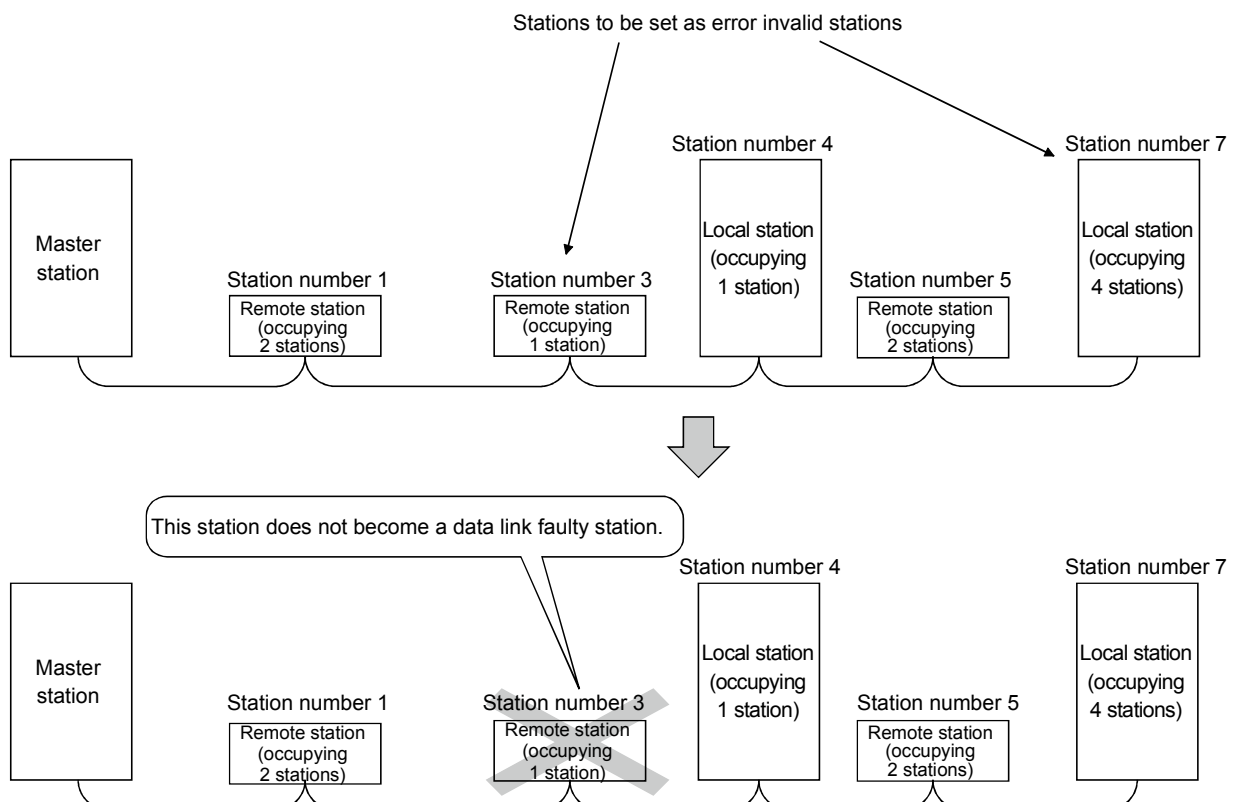 Stations to be set as error invalid stations
Station number 4
Station number 7
Master
station
Station number 1
Remote station
(occupying
2 stations)
Station number 3
Remote station
(occupying
1 station)
Local station
(occupying
1 station)
Station number 5
Remote station
(occupying
2 stations)
Local station
(occupying
4 stations)
This station does not become a data link faulty station.
Station number 4
Station number 7
Master
station
Station number 1
Remote station
(occupying
2 stations)
Station number 3
Remote station
(occupying
1 station)
Local station
(occupying
1 station)
Station number 5
Remote station
(occupying
2 stations)
Local station
(occupying
4 stations)